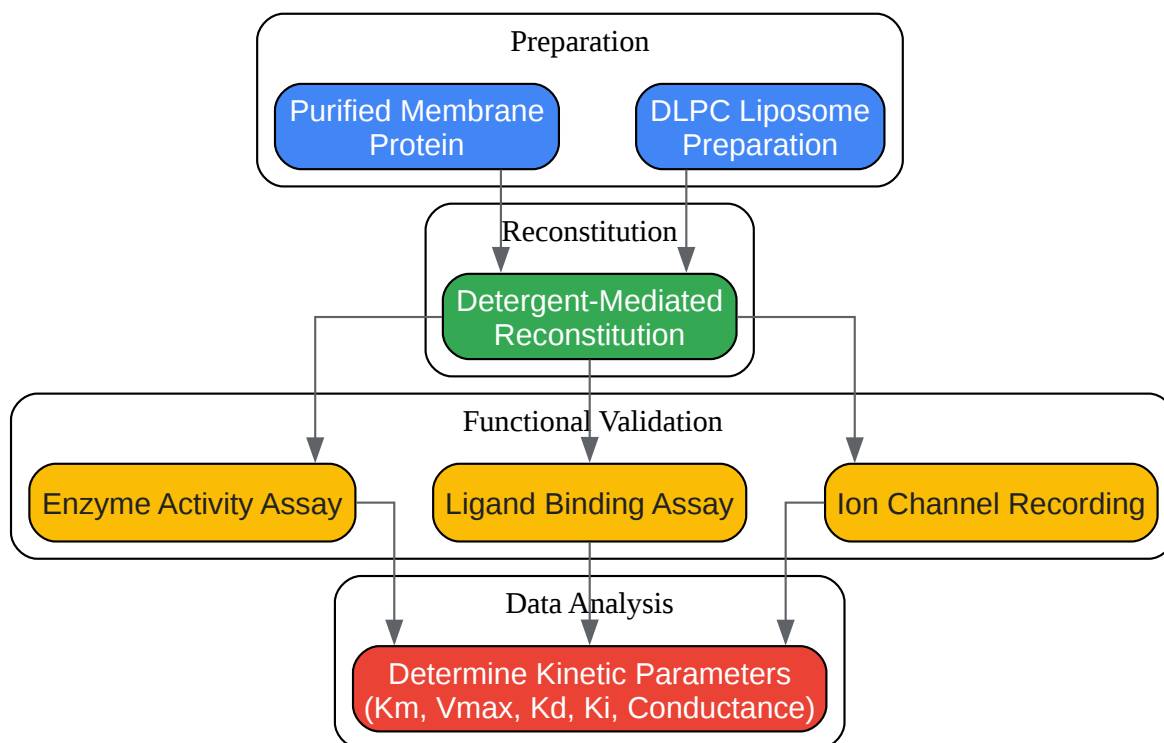 Preparation
Purified Membrane
Protein
DLPC Liposome
Preparation
Reconstitution
Detergent-Mediated
Reconstitution
Functional Validation
Enzyme Activity Assay
Ligand Binding Assay
Ion Channel Recording
Data Analysis
Determine Kinetic Parameters
(Km, Vmax, Kd, Ki, Conductance)